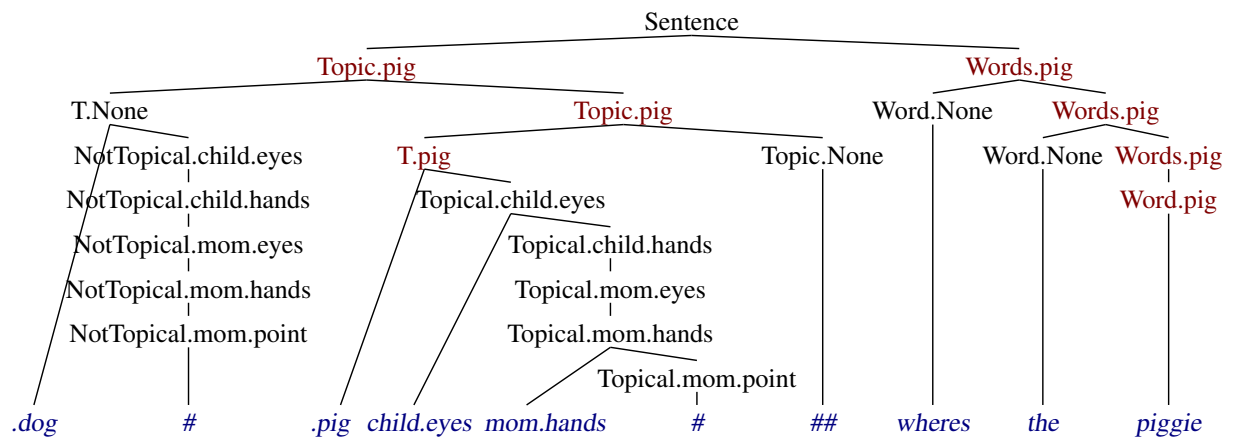 Sentence
Topic.pig Words.pig
T.None Topic.pig Word.None Words.pig
NotTopical.child.eyes T.pig Topic.None Word.None Words.pig
NotTopical.child.hands Topical.child.eyes Word.pig
NotTopical.mom.eyes Topical.child.hands
NotTopical.mom.hands Topical.mom.eyes
NotTopical.mom.point Topical.mom.hands
Topical.mom.point
.dog # .pig child.eyes mom.hands # ## wheres the piggie